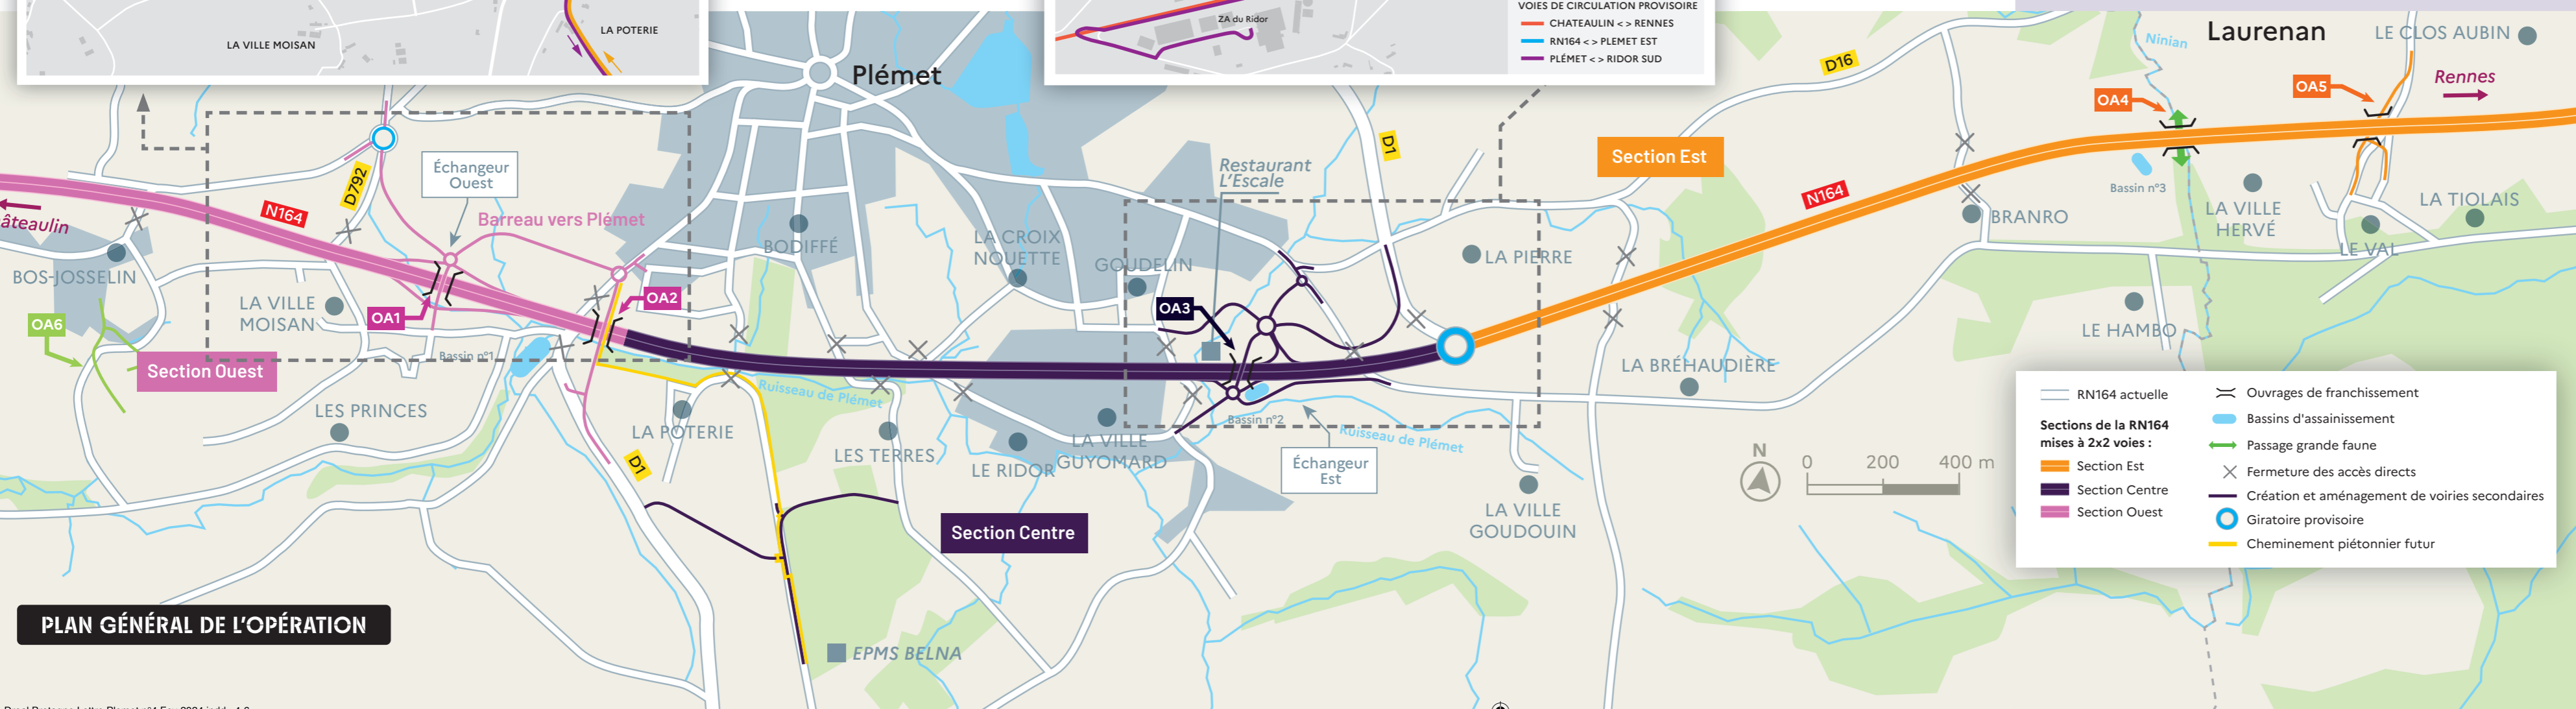 LA VILLE MOISAN
LA POTERIE
ZA du Ridor
VOIES DE CIRCULATION PROVISOIRE
CHATEAULIN < > RENNES
RN164 < > PLEMET EST
PLÉMET < > RIDOR SUD
Plémet
D16
Ninian
Laurenan
LE CLOS AUBIN
Rennes
OA4
OA5
D1
D792
Échangeur
Ouest
Restaurant
L'Escale
Section Est
Bassin n°3
N164
N164
âteaulin
Barreau vers Plémet
BODIFFÉ
LA CROIX
NOUETTE
GOUDELIN
LA PIERRE
BRANRO
LA VILLE
HERVÉ
LA TIOLAIS
LE VAL
BOS-JOSSELIN
LA VILLE
MOISAN
OA6
OA1
OA2
OA3
LE HAMBO
Section Ouest
Bassin n°1
Ruisseau de Plémet
LA BRÉHAUDIÈRE
LES PRINCES
LA POTERIE
LES TERRES
LE RIDOR
LA VILLE
GUYOMARD
Bassin n°2
Ruisseau de Plémet
Échangeur
Est
D1
LA VILLE
GOUDOUIN
N
0 200 400 m
Section Centre
RN164 actuelle
Sections de la RN164
mises à 2x2 voies :
Section Est
Section Centre
Section Ouest
Ouvrages de franchissement
Bassins d'assainissement
Passage grande faune
Fermeture des accès directs
Création et aménagement de voiries secondaires
Giratoire provisoire
Cheminement piétonnier futur
PLAN GÉNÉRAL DE L'OPÉRATION
EPMS BELNA